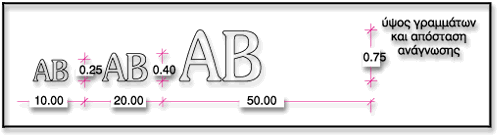 ύψος γραμμάτων
και απόσταση
ανάγνωσης
AB 0.25 AB 0.40 AB 0.75
10.00 20.00 50.00